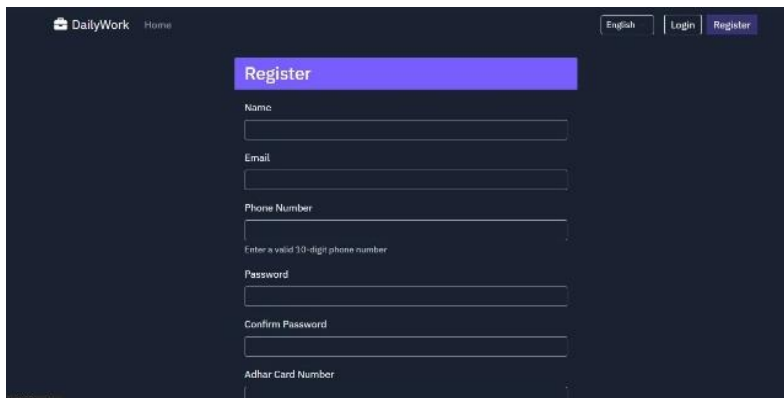 DailyWork Home English Login Register
Register
Name
Email
Phone Number
Enter a valid 10-digit phone number
Password
Confirm Password
Adhar Card Number